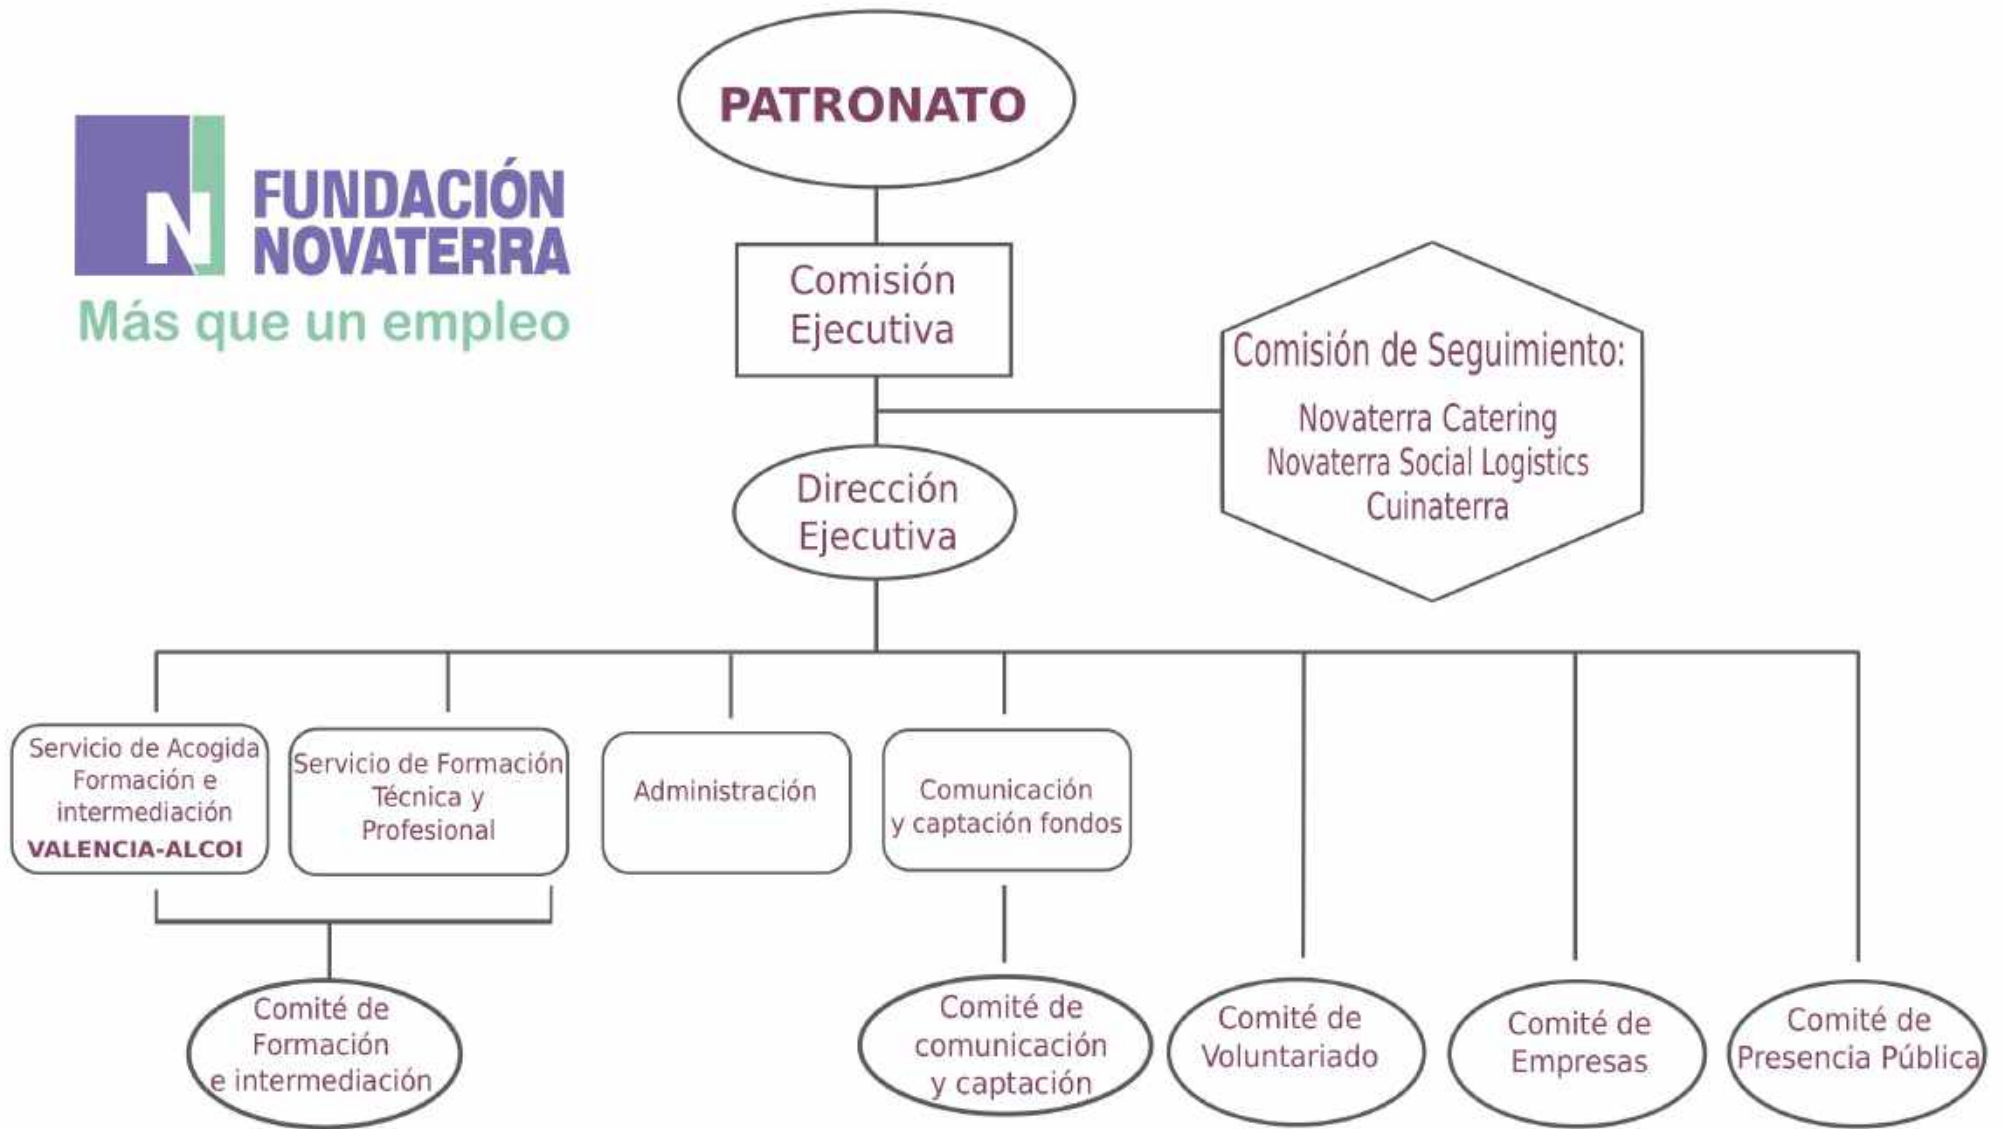 PATRONATO
N
FUNDACIÓN
NOVATERRA
Más que un empleo
Comisión
Ejecutiva
Comisión de Seguimiento:
Novaterra Catering
Novaterra Social Logistics
Cuinaterra
Dirección
Ejecutiva
Servicio de Acogida
Formación e
intermediación
VALENCIA-ALCOI
Servicio de Formación
Técnica y
Profesional
Administración
Comunicación
y captación fondos
Comité de
Formación
e intermediación
Comité de
comunicación
y captación
Comité de
Voluntariado
Comité de
Empresas
Comité de
Presencia Pública